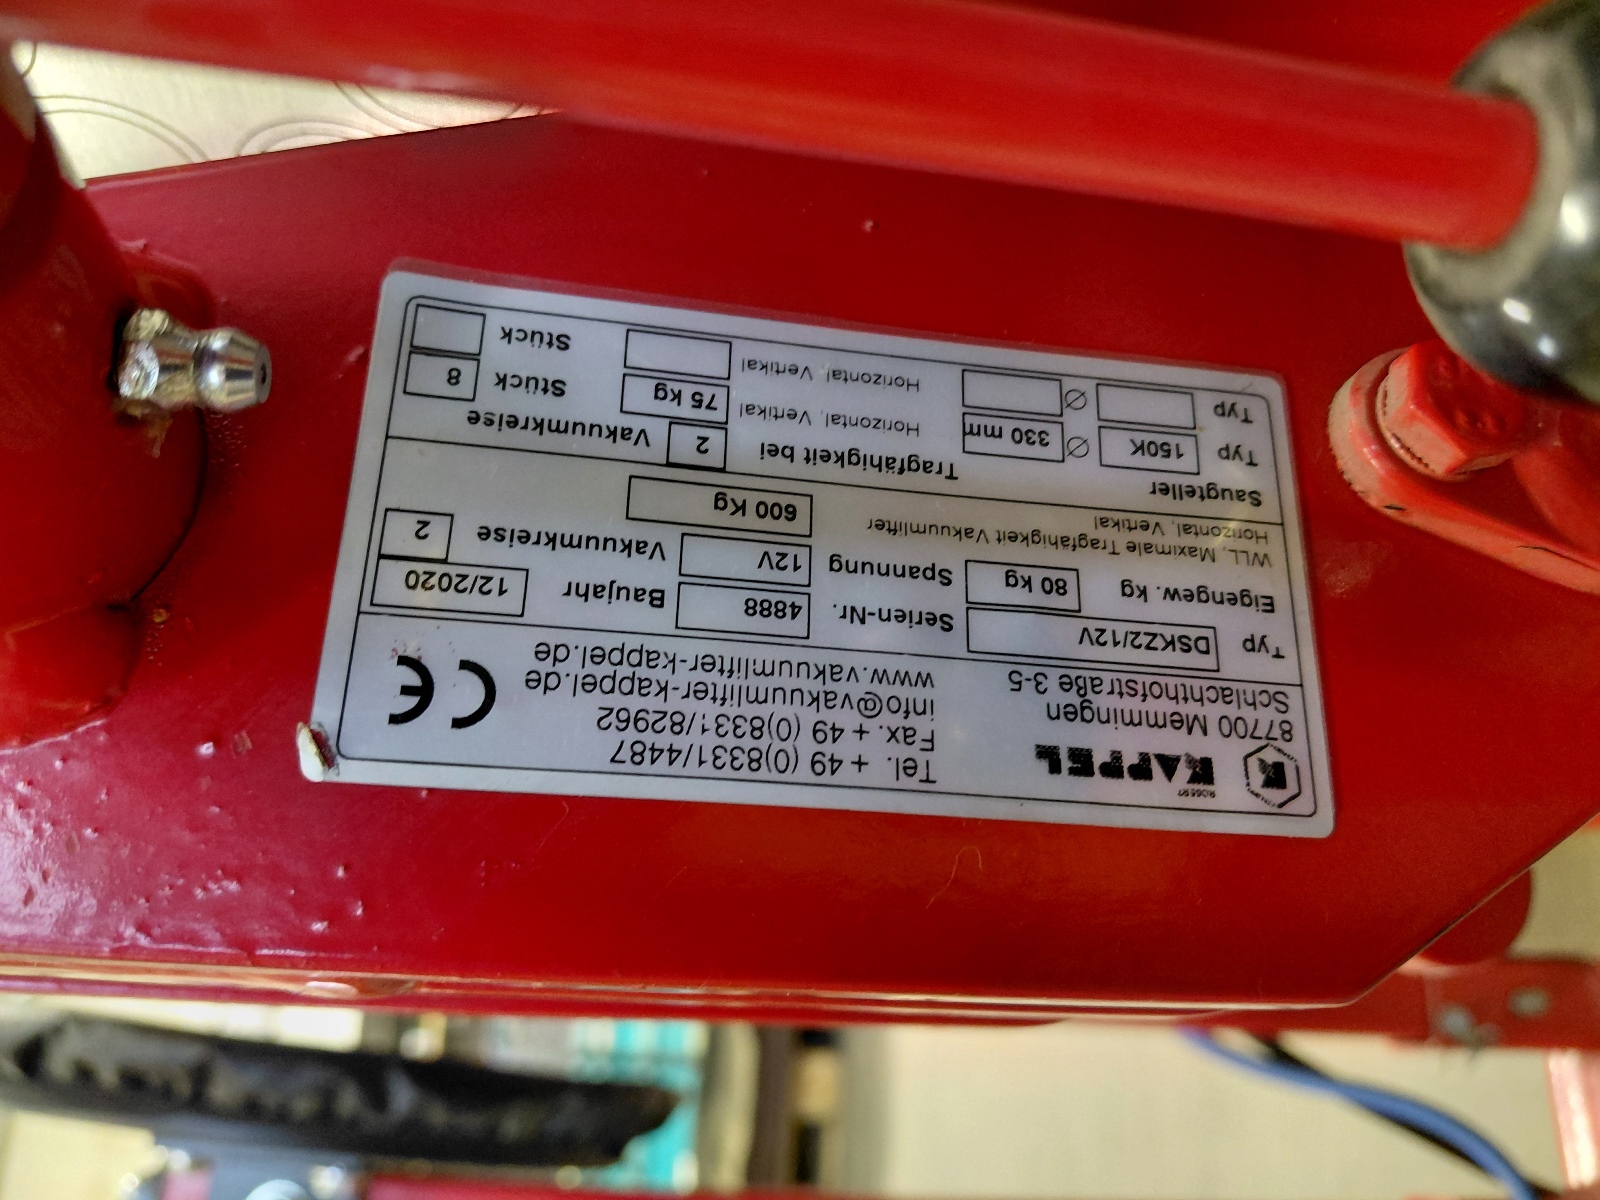 ROBERT
KAPPEL
87700 Memmingen
Schlachthofstraße 3-5
Tel. + 49 (0)8331/4487
Fax. + 49 (0)8331/82962
info@vakuumlifter-kappel.de
www.vakuumlifter-kappel.de
CE
Typ DSKZ2/12V Serien-Nr. 4888 Baujahr 12/2020
Eigengew. kg 80 kg Spannung 12V Vakuumkreise 2
WLL, Maximale Tragfähigkeit Vakuumlifter 600 Kg
Horizontal, Vertikal
Saugteller Tragfähigkeit bei 2 Vakuumkreise
Typ 150K Ø 330 mm Horizontal, Vertikal 75 kg Stück 8
Typ Ø Horizontal, Vertikal Stück